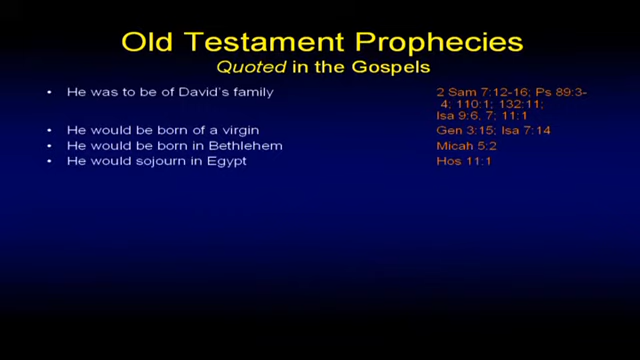 Old Testament Prophecies
Quoted in the Gospels
• He was to be of David's family 2 Sam 7:12-16; Ps 89:3-
4; 110:1; 132:11;
Isa 9:6, 7; 11:1
• He would be born of a virgin Gen 3:15; Isa 7:14
• He would be born in Bethlehem Micah 5:2
• He would sojourn in Egypt Hos 11:1